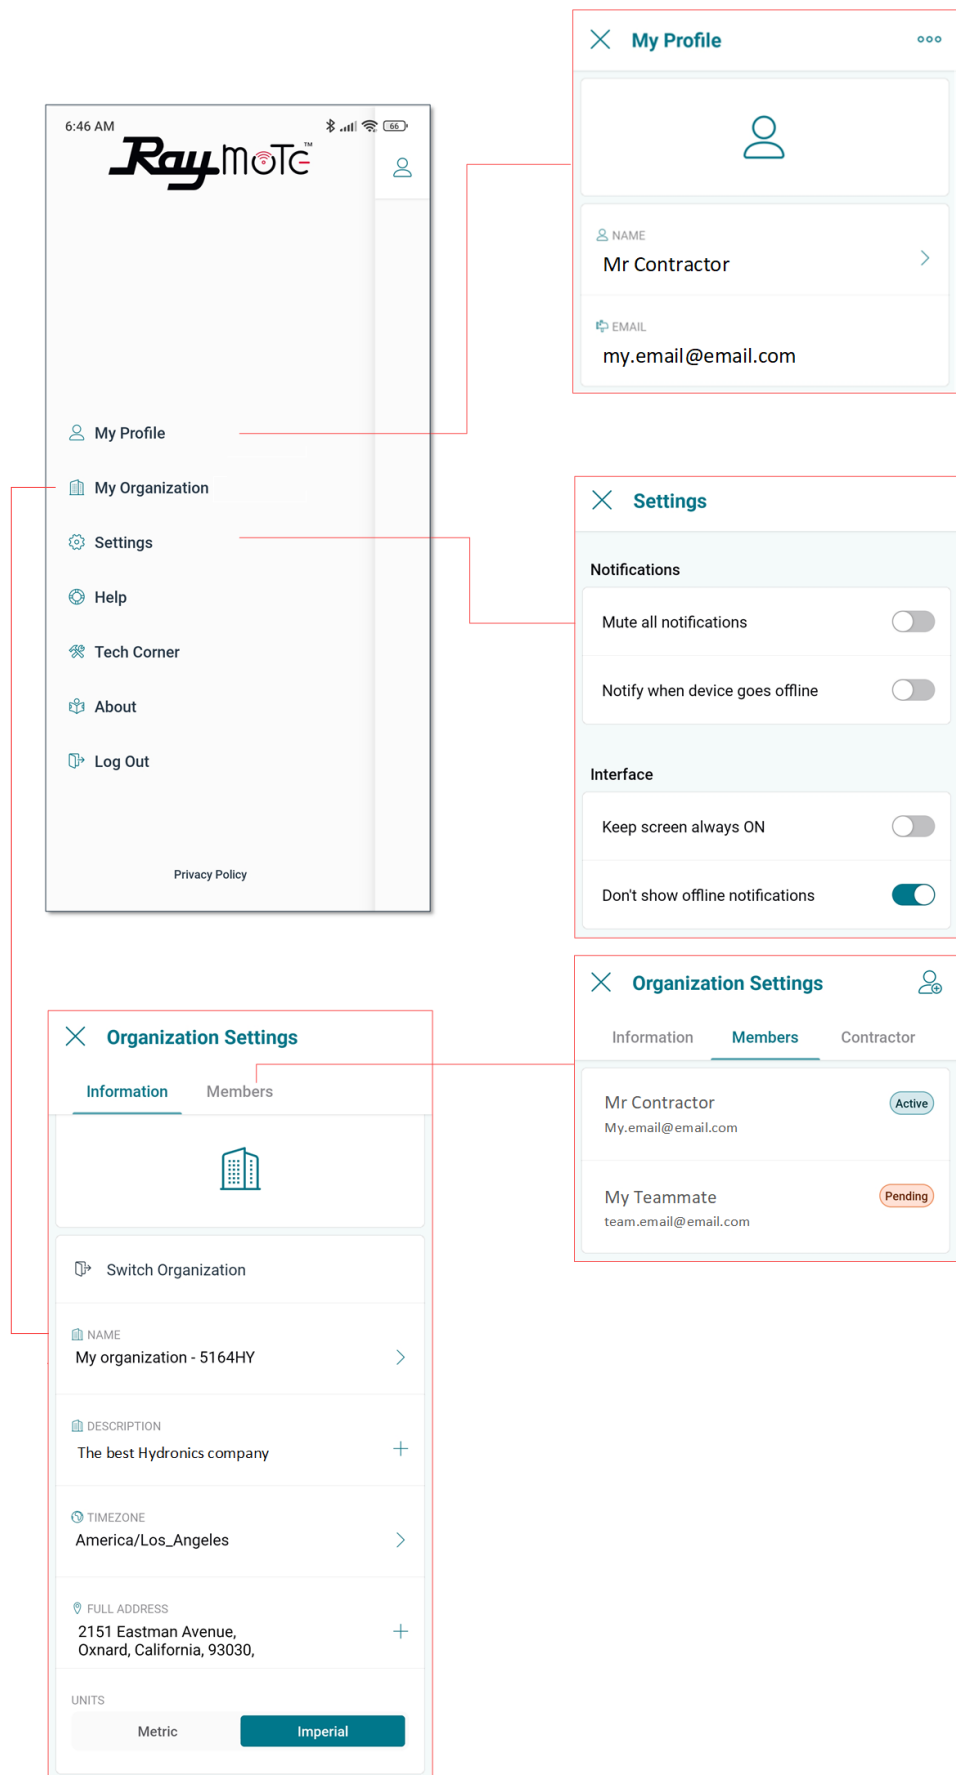 My Profile
6:46 AM
66
RayMOTE™
NAME
Mr Contractor
EMAIL
my.email@email.com
My Profile
My Organization
Settings
Help
Tech Corner
About
Log Out
Privacy Policy
Settings
Notifications
Mute all notifications
Notify when device goes offline
Interface
Keep screen always ON
Don't show offline notifications
Organization Settings
Information Members Contractor
Mr Contractor Active
My.email@email.com
My Teammate Pending
team.email@email.com
Organization Settings
Information Members
Switch Organization
NAME
My organization - 5164HY
DESCRIPTION
The best Hydronics company
TIMEZONE
America/Los_Angeles
FULL ADDRESS
2151 Eastman Avenue,
Oxnard, California, 93030,
UNITS
Metric Imperial